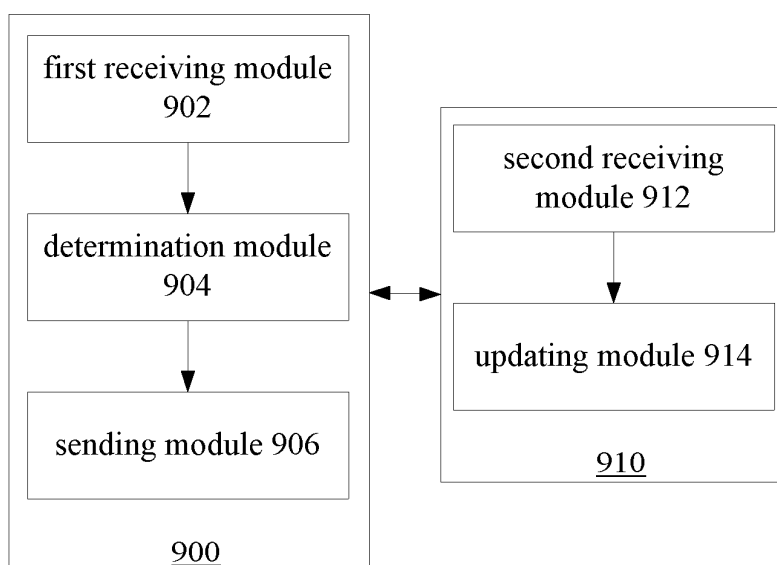 first receiving module
902
determination module
904
sending module 906
900
second receiving
module 912
updating module 914
910